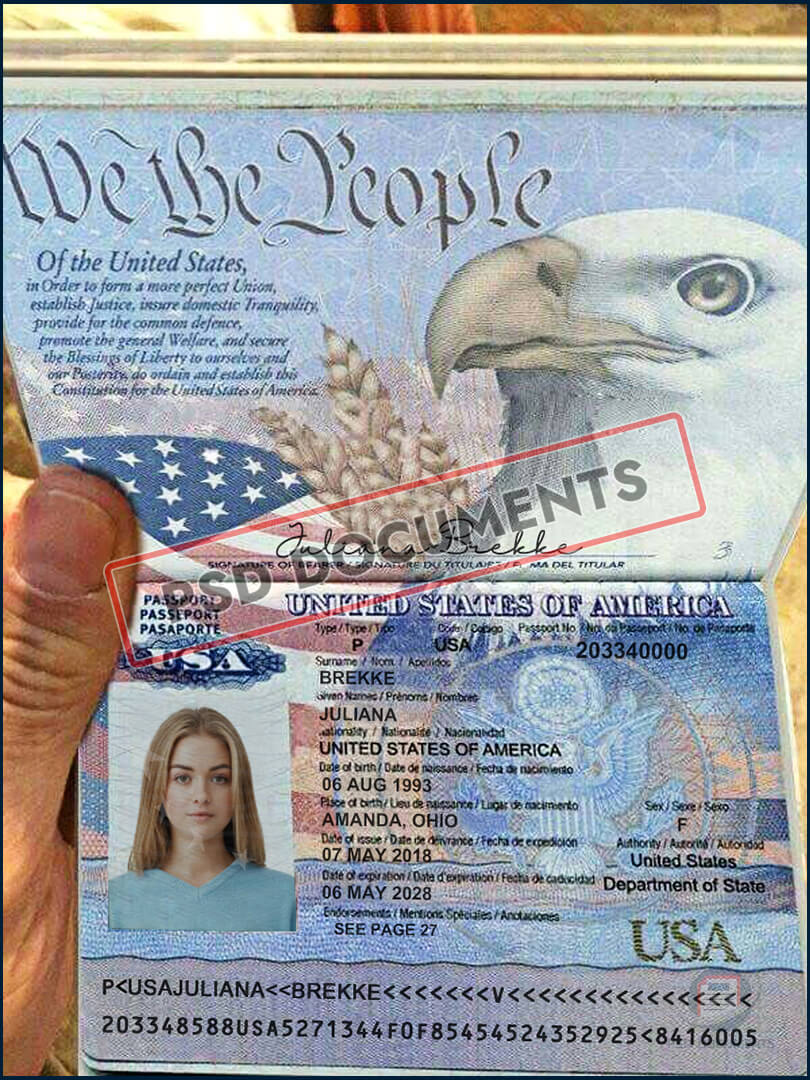 We the People
Of the United States,
in Order to form a more perfect Union,
establish Justice, insure domestic Tranquility,
provide for the common defence,
promote the general Welfare, and secure
the Blessings of Liberty to ourselves and
our Posterity, do ordain and establish this
Constitution for the United States of America.
PSD DOCUMENTS
Juliana Brekke
SIGNATURE OF BEARER / SIGNATURE DU TITULAIRE / MA DEL TITULAR
PASSPORT
PASSEPORT
PASAPORTE
USA
UNITED STATES OF AMERICA
Type / Type / Tipo Code / Codigo Passport No. / No. du Passeport / No. de Pasaporte
P USA 203340000
Surname / Nom / Apellidos
BREKKE
Given Names / Prénoms / Nombres
JULIANA
Nationality / Nationalité / Nacionalidad
UNITED STATES OF AMERICA
Date of birth / Date de naissance / Fecha de nacimiento
06 AUG 1993
Place of birth / Lieu de naissance / Lugar de nacimiento Sex / Sexe / Sexo
AMANDA, OHIO F
Date of issue / Date de délivrance / Fecha de expedición Authority / Autorité / Autoridad
07 MAY 2018 United States
Date of expiration / Date d'expiration / Fecha de caducidad Department of State
06 MAY 2028
Endorsements / Mentions Spéciales / Anotaciones
SEE PAGE 27 USA
P<USAJULIANA<<BREKKE<<<<<<<V<<<<<<<<<<<<<<<<
203348588USA5271344F0F85454524352925<8416005